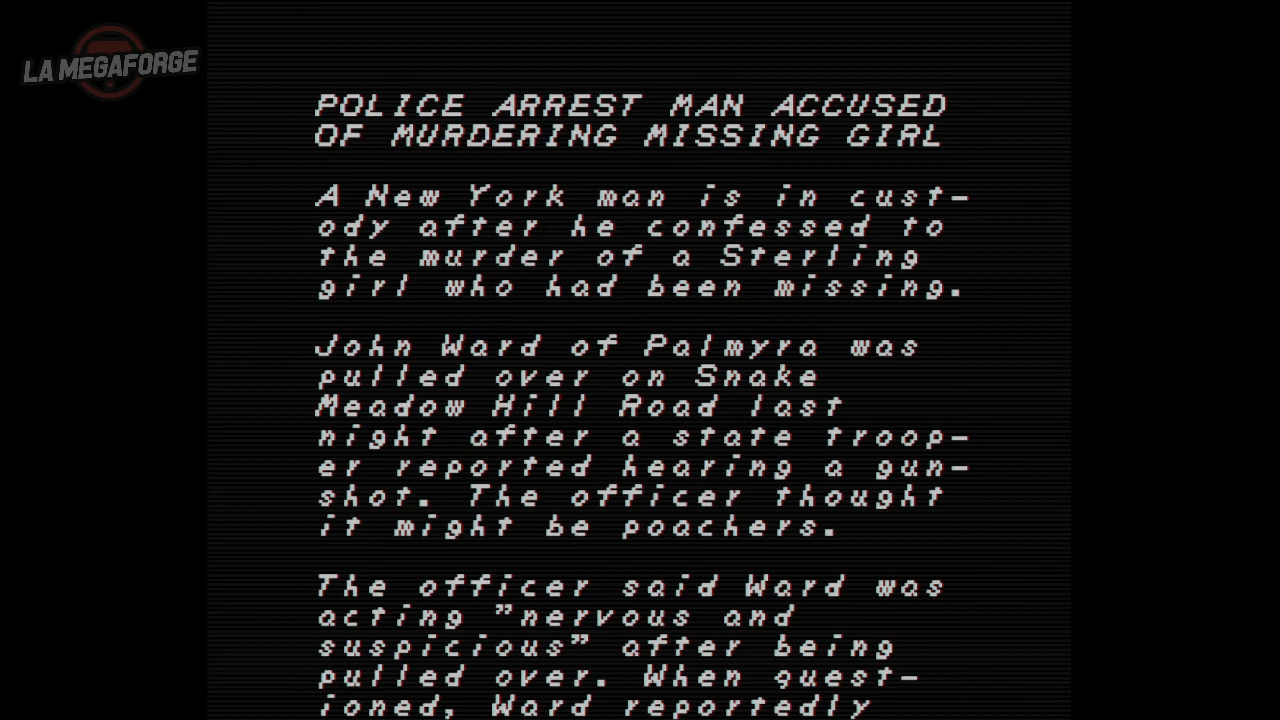 LA MEGAFORGE
POLICE ARREST MAN ACCUSED
OF MURDERING MISSING GIRL
A New York man is in cust-
ody after he confessed to
the murder of a Sterling
girl who had been missing.
John Ward of Palmyra was
pulled over on Snake
Meadow Hill Road last
night after a state troop-
er reported hearing a gun-
shot. The officer thought
it might be poachers.
The officer said Ward was
acting "nervous and
suspicious" after being
pulled over. When quest-
ioned, Ward reportedly